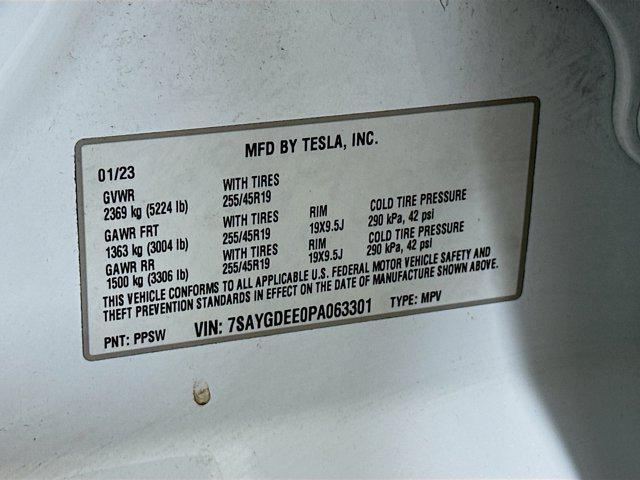 MFD BY TESLA, INC.
01/23
GVWR WITH TIRES
2369 kg (5224 lb) 255/45R19
GAWR FRT WITH TIRES RIM COLD TIRE PRESSURE
1363 kg (3004 lb) 255/45R19 19X9.5J 290 kPa, 42 psi
GAWR RR WITH TIRES RIM COLD TIRE PRESSURE
1500 kg (3306 lb) 255/45R19 19X9.5J 290 kPa, 42 psi
THIS VEHICLE CONFORMS TO ALL APPLICABLE U.S. FEDERAL MOTOR VEHICLE SAFETY AND
THEFT PREVENTION STANDARDS IN EFFECT ON THE DATE OF MANUFACTURE SHOWN ABOVE.
PNT: PPSW VIN: 7SAYGDEE0PA063301 TYPE: MPV